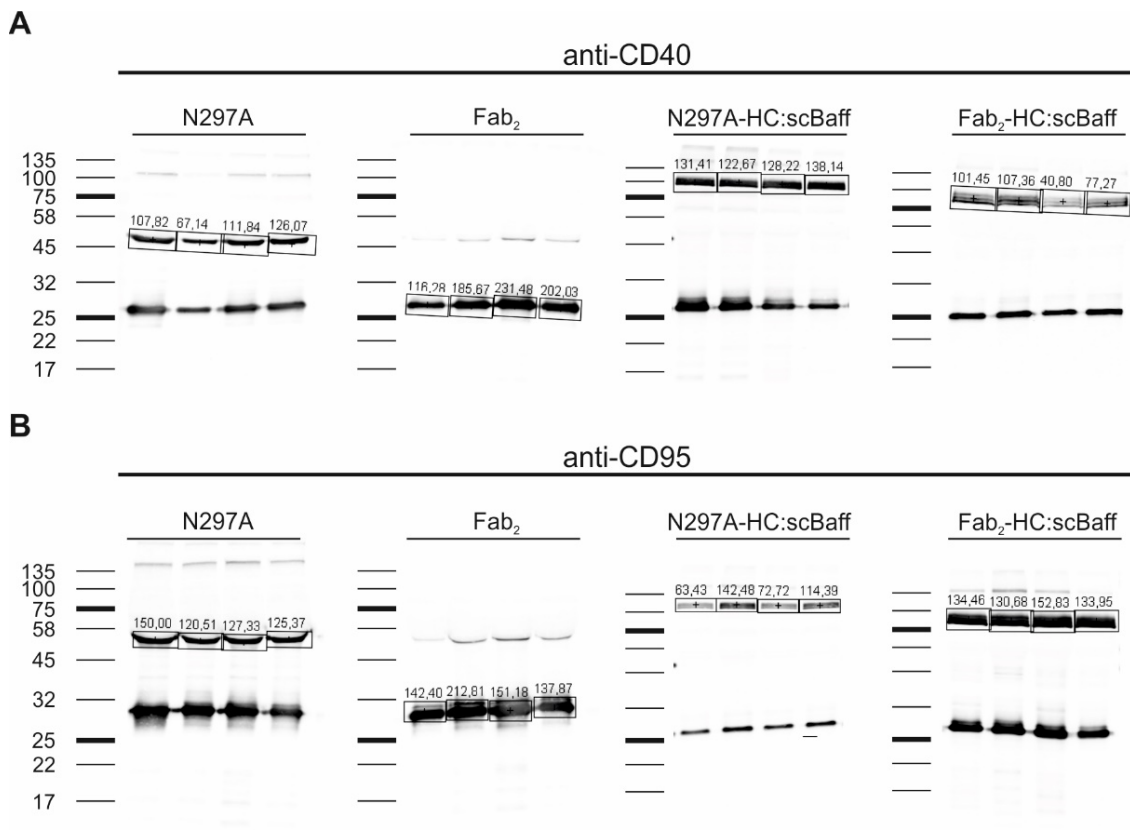 A
anti-CD40
N297A
Fab₂
N297A-HC:scBaff
Fab₂-HC:scBaff
135
100
75
58
45
32
25
22
17
107,82 67,14 111,84 126,07
116,28 185,67 231,48 202,03
131,41 122,67 128,22 138,14
101,45 107,36 40,80 77,27
B
anti-CD95
N297A
Fab₂
N297A-HC:scBaff
Fab₂-HC:scBaff
135
100
75
58
45
32
25
22
17
150,00 120,51 127,33 125,37
142,40 212,81 151,18 137,87
63,43 142,48 72,72 114,39
134,46 130,68 152,83 133,95